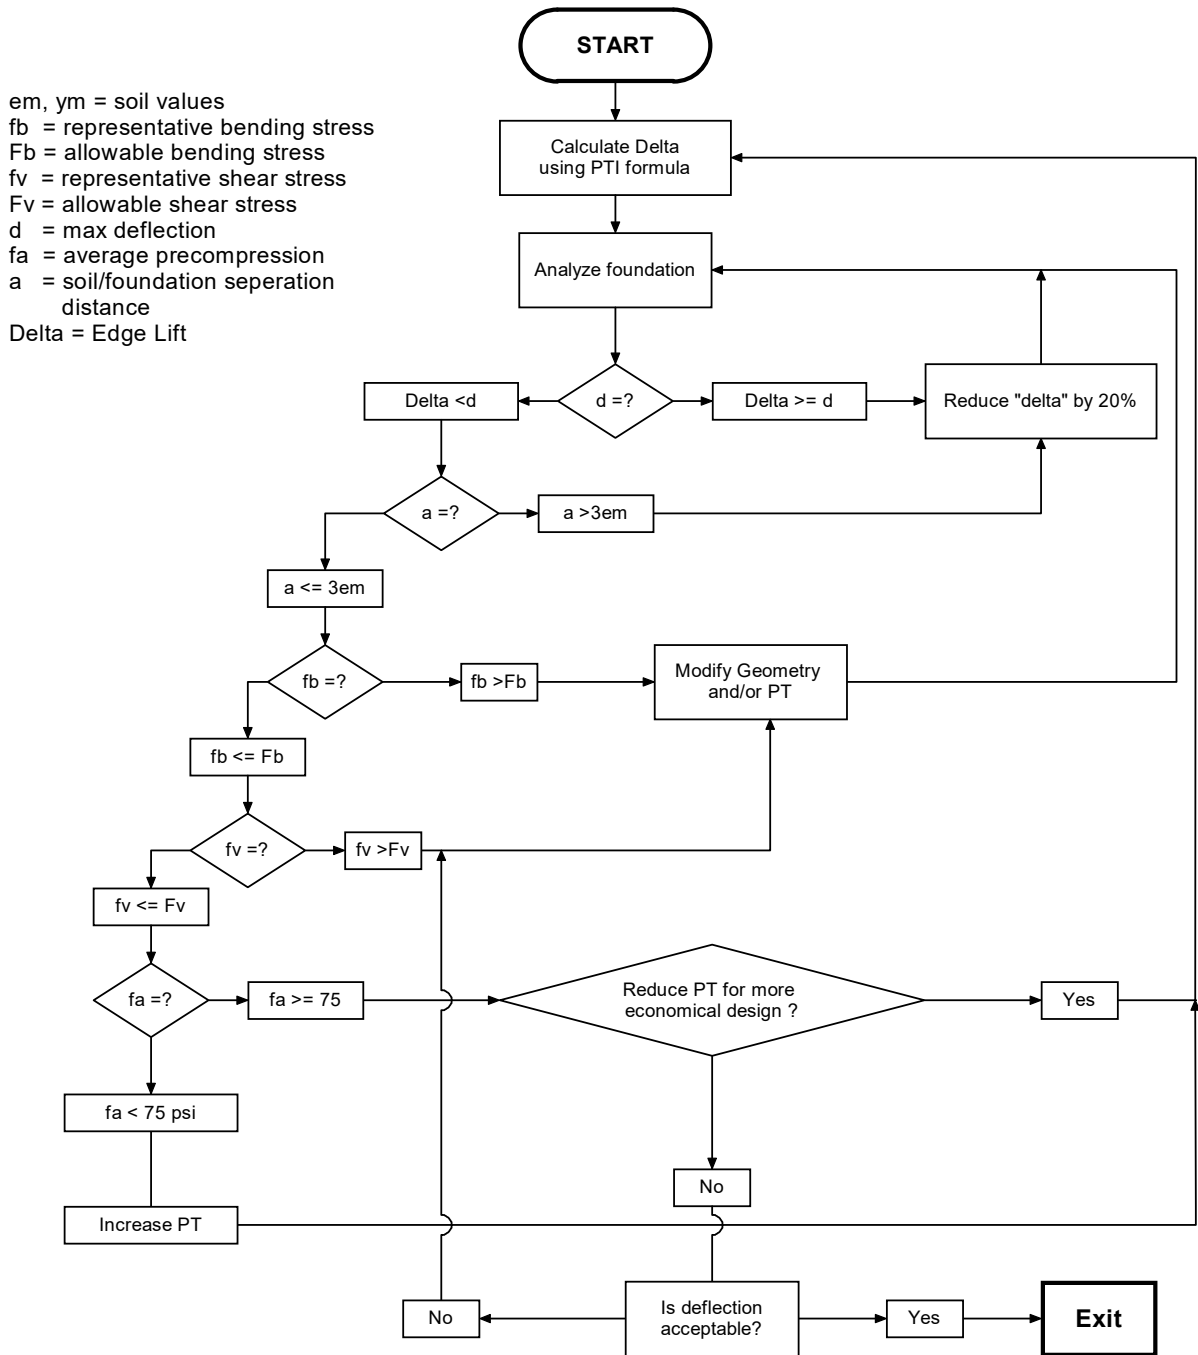 START
em, ym = soil values
fb = representative bending stress
Fb = allowable bending stress
fv = representative shear stress
Fv = allowable shear stress
d = max deflection
fa = average precompression
a = soil/foundation seperation
distance
Delta = Edge Lift
Calculate Delta
using PTI formula
Analyze foundation
Delta <d
d =?
Delta >= d
Reduce "delta" by 20%
a =?
a >3em
a <= 3em
fb =?
fb >Fb
Modify Geometry
and/or PT
fb <= Fb
fv =?
fv >Fv
fv <= Fv
fa =?
fa >= 75
Reduce PT for more
economical design ?
Yes
fa < 75 psi
No
Increase PT
No
Is deflection
acceptable?
Yes
Exit